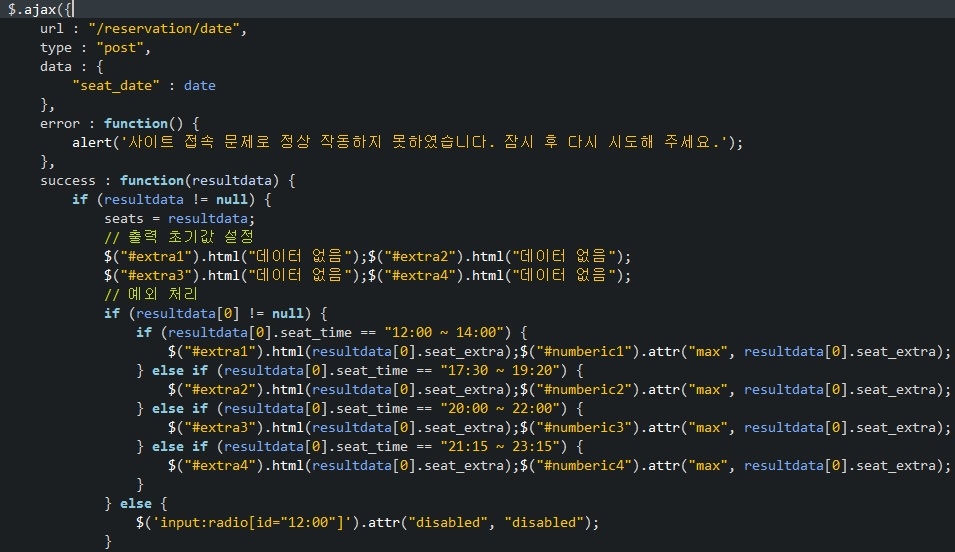 $.ajax({
    url : "/reservation/date",
    type : "post",
    data : {
        "seat_date" : date
    },
    error : function() {
        alert('사이트 접속 문제로 정상 작동하지 못하였습니다. 잠시 후 다시 시도해 주세요.');
    },
    success : function(resultdata) {
        if (resultdata != null) {
            seats = resultdata;
            // 출력 초기값 설정
            $("#extra1").html("데이터 없음");$("#extra2").html("데이터 없음");
            $("#extra3").html("데이터 없음");$("#extra4").html("데이터 없음");
            // 예외 처리
            if (resultdata[0] != null) {
                if (resultdata[0].seat_time == "12:00 ~ 14:00") {
                    $("#extra1").html(resultdata[0].seat_extra);$("#numberic1").attr("max", resultdata[0].seat_extra);
                } else if (resultdata[0].seat_time == "17:30 ~ 19:20") {
                    $("#extra2").html(resultdata[0].seat_extra);$("#numberic2").attr("max", resultdata[0].seat_extra);
                } else if (resultdata[0].seat_time == "20:00 ~ 22:00") {
                    $("#extra3").html(resultdata[0].seat_extra);$("#numberic3").attr("max", resultdata[0].seat_extra);
                } else if (resultdata[0].seat_time == "21:15 ~ 23:15") {
                    $("#extra4").html(resultdata[0].seat_extra);$("#numberic4").attr("max", resultdata[0].seat_extra);
                }
            } else {
                $('input:radio[id="12:00"]').attr("disabled", "disabled");
            }